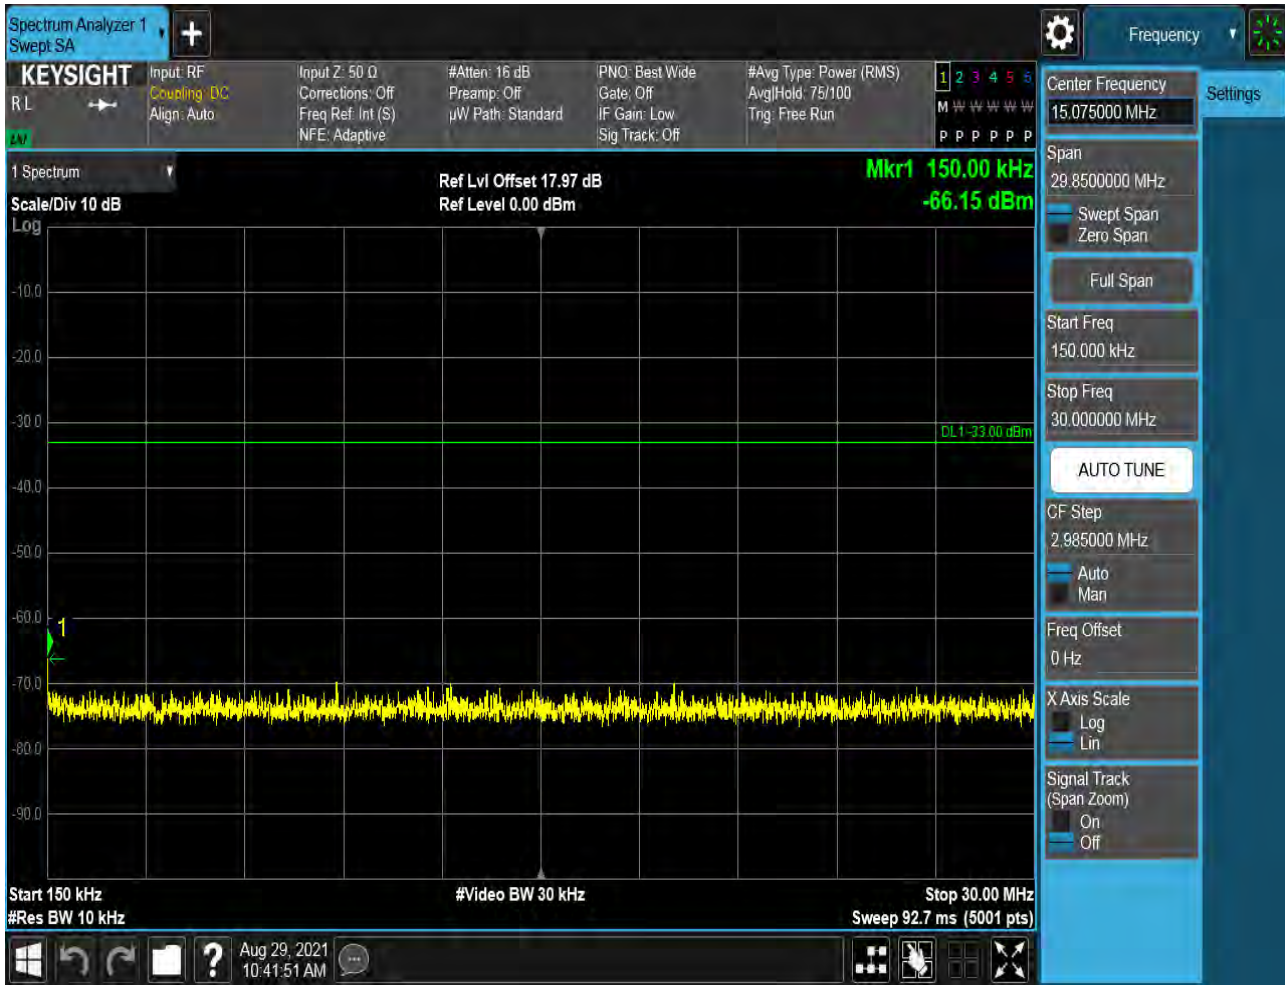 Spectrum Analyzer 1
Swept SA
Frequency
KEYSIGHT
R L
LNI
Input: RF
Coupling: DC
Align: Auto
Input Z: 50 Ω
Corrections: Off
Freq Ref: Int (S)
NFE: Adaptive
#Atten: 16 dB
Preamp: Off
µW Path: Standard
PNO: Best Wide
Gate: Off
IF Gain: Low
Sig Track: Off
#Avg Type: Power (RMS)
Avg|Hold: 75/100
Trig: Free Run
1 2 3 4 5 6
M W W W W W
P P P P P P
1 Spectrum
Scale/Div 10 dB
Log
Ref Lvl Offset 17.97 dB
Ref Level 0.00 dBm
Mkr1 150.00 kHz
-66.15 dBm
-10.0
-20.0
-30.0
DL1 -33.00 dBm
-40.0
-50.0
-60.0
1
-70.0
-80.0
-90.0
Start 150 kHz
#Res BW 10 kHz
#Video BW 30 kHz
Stop 30.00 MHz
Sweep 92.7 ms (5001 pts)
?
Aug 29, 2021
10:41:51 AM
Center Frequency
15.075000 MHz
Settings
Span
29.8500000 MHz
Swept Span
Zero Span
Full Span
Start Freq
150.000 kHz
Stop Freq
30.000000 MHz
AUTO TUNE
CF Step
2.985000 MHz
Auto
Man
Freq Offset
0 Hz
X Axis Scale
Log
Lin
Signal Track
(Span Zoom)
On
Off